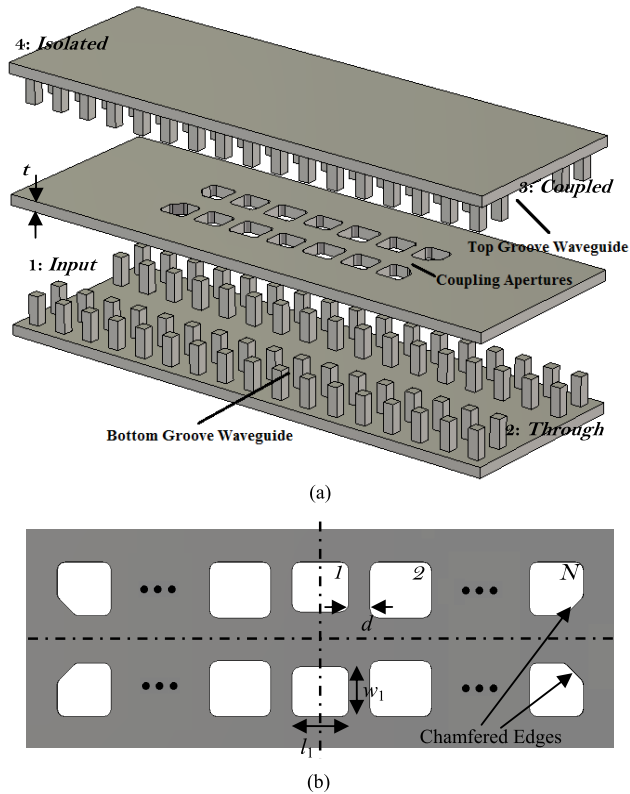 4: Isolated
t
3: Coupled
Top Groove Waveguide
1: Input
Coupling Apertures
Bottom Groove Waveguide
2: Through
(a)
1 2 N
d
w1
Chamfered Edges
l1
(b)